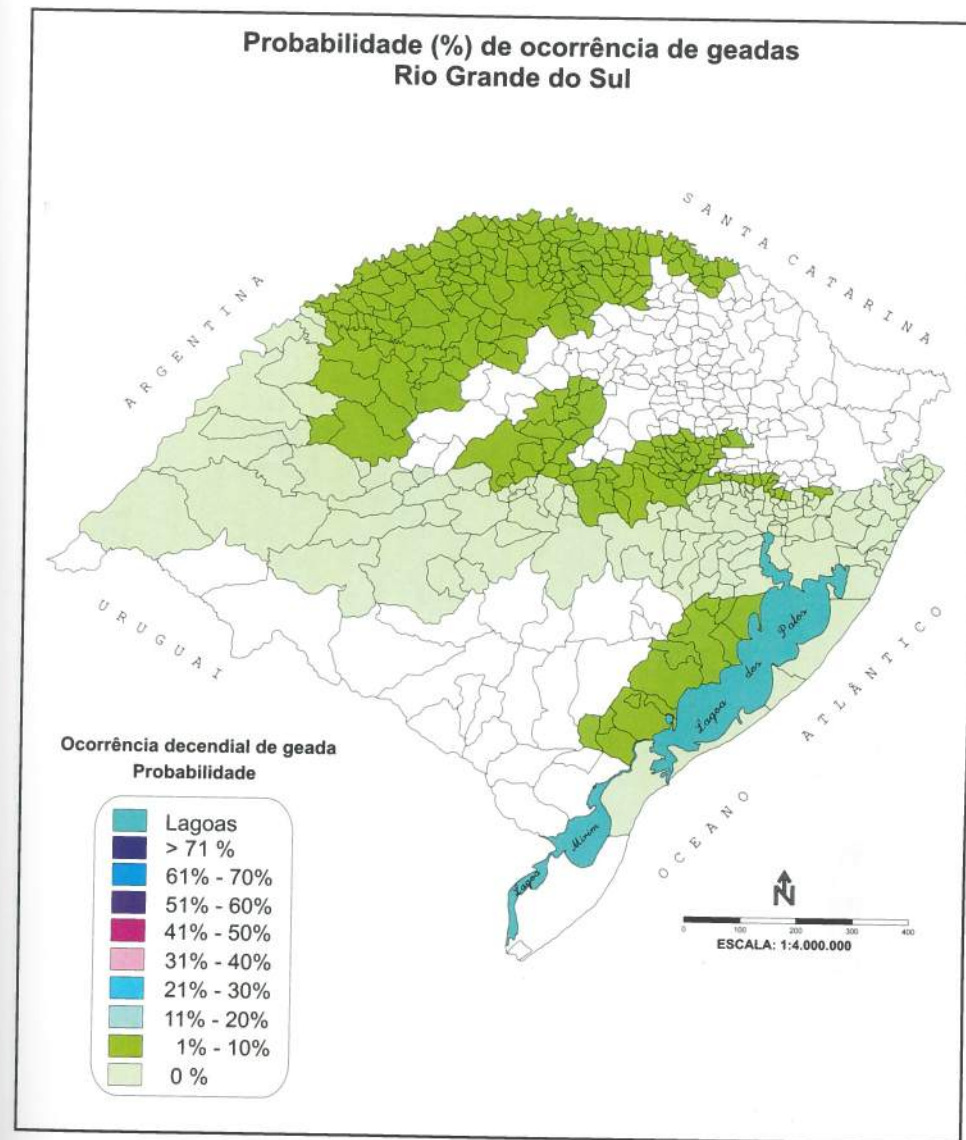 Probabilidade (%) de ocorrência de geadas
Rio Grande do Sul
SANTA CATARINA
ARGENTINA
URUGUAI
OCEANO ATLÂNTICO
Lagoa dos Patos
Lagoa Mirim
Ocorrência decendial de geada
Probabilidade
Lagoas
> 71 %
61% - 70%
51% - 60%
41% - 50%
31% - 40%
21% - 30%
11% - 20%
1% - 10%
0 %
N
0 100 200 300 400
ESCALA: 1:4.000.000